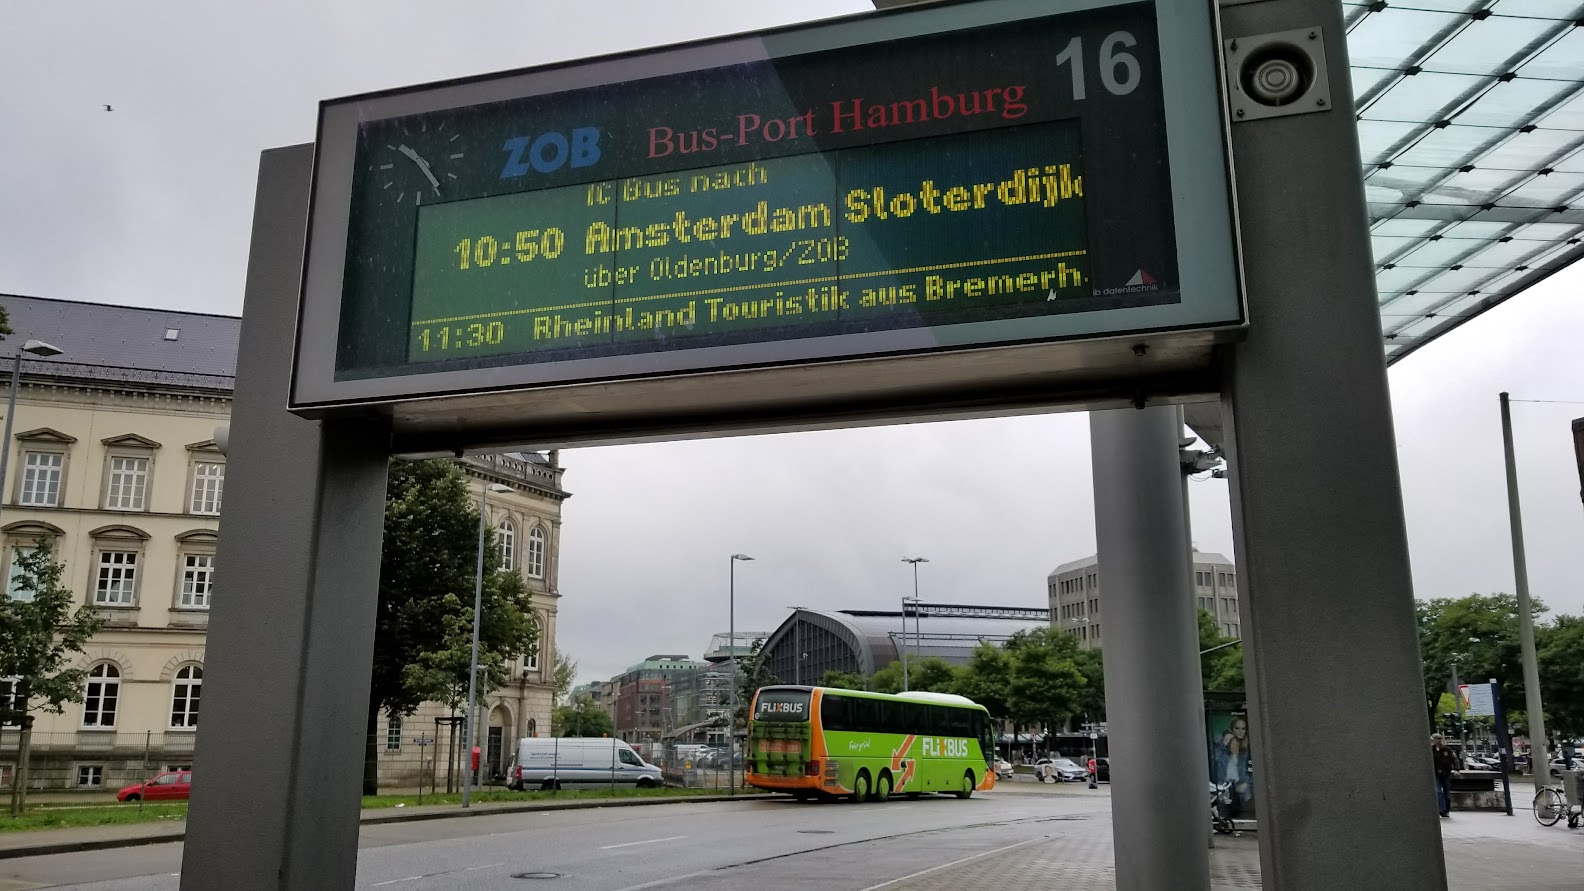 16
ZOB Bus-Port Hamburg
IC Bus nach
10:50 Amsterdam Sloterdijk
über Oldenburg/ZOB
11:30 Rheinland Touristik aus Bremerh.
ib datentechnik
FLiXBUS
FLiXBUS